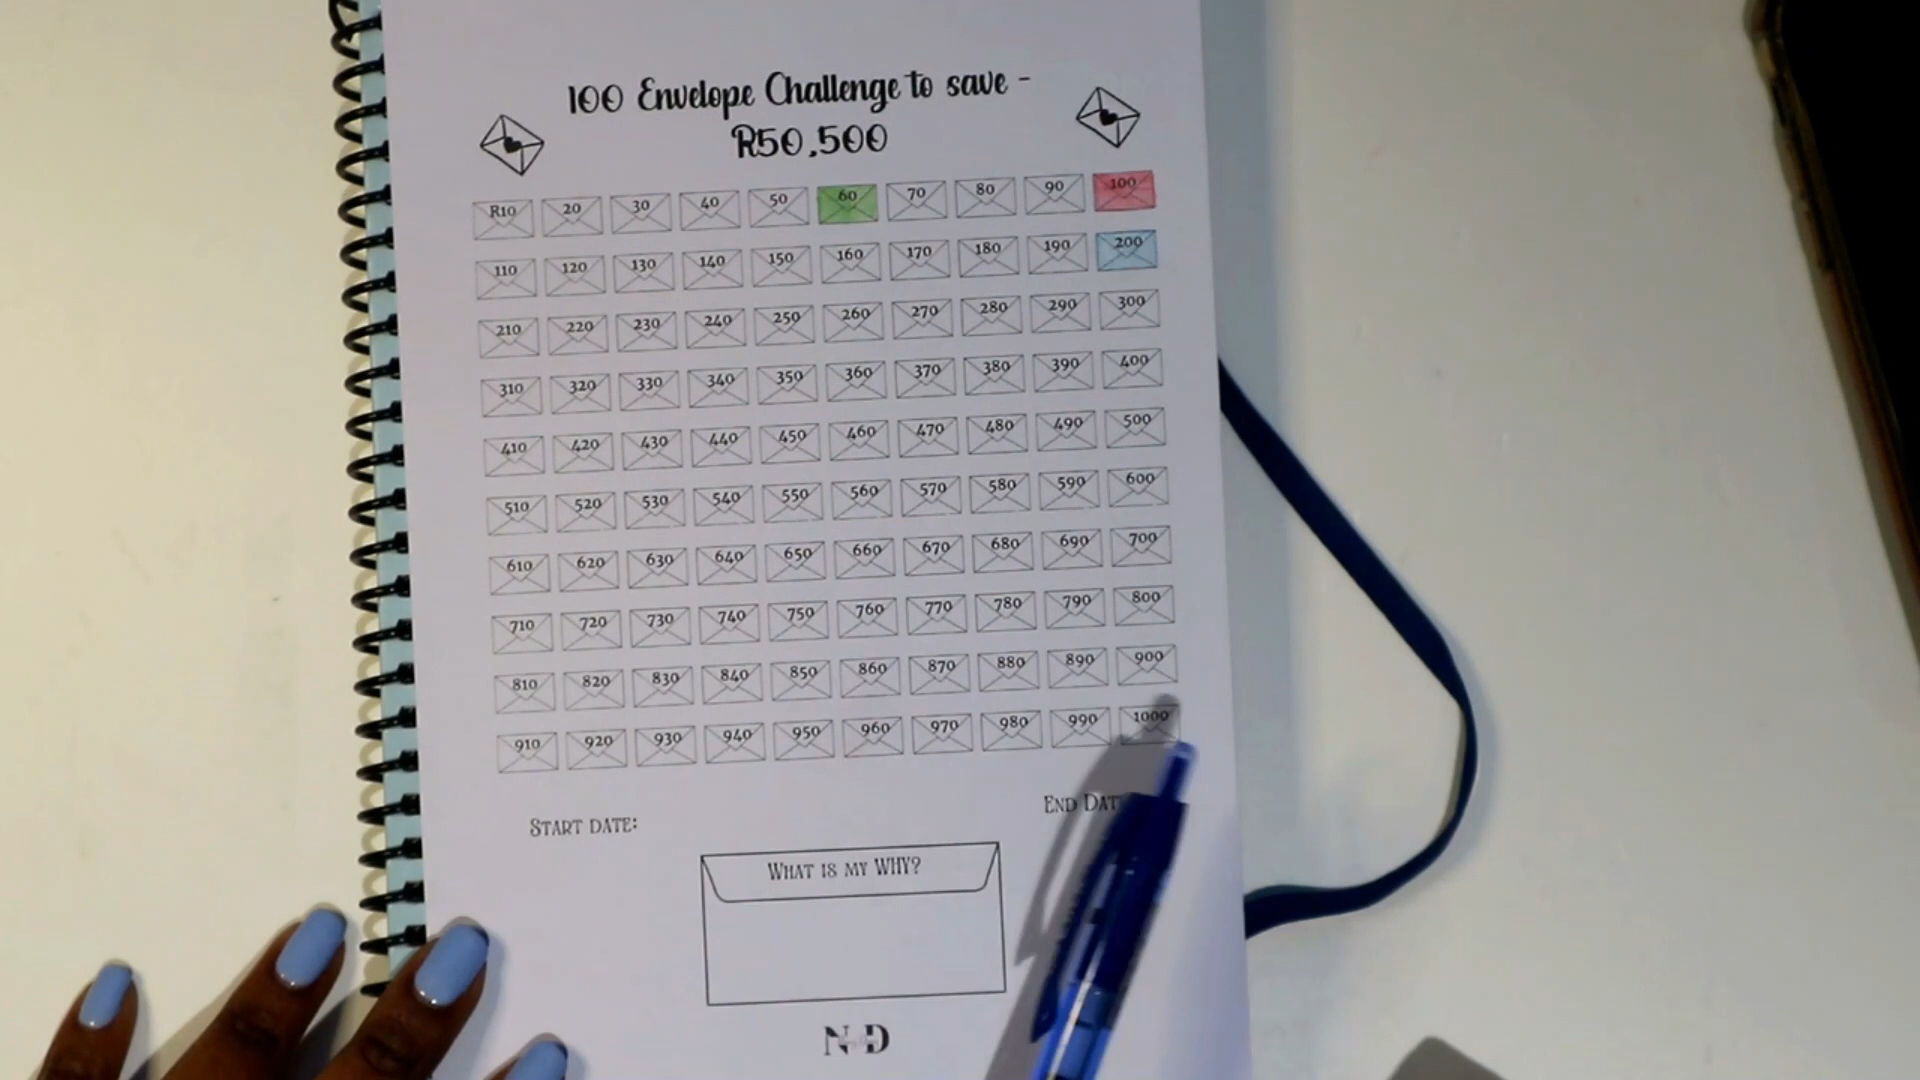 100 Envelope Challenge to save -
R50,500
R10 20 30 40 50 60 70 80 90 100
110 120 130 140 150 160 170 180 190 200
210 220 230 240 250 260 270 280 290 300
310 320 330 340 350 360 370 380 390 400
410 420 430 440 450 460 470 480 490 500
510 520 530 540 550 560 570 580 590 600
610 620 630 640 650 660 670 680 690 700
710 720 730 740 750 760 770 780 790 800
810 820 830 840 850 860 870 880 890 900
910 920 930 940 950 960 970 980 990 1000
START DATE: END DAT
WHAT IS MY WHY?
N D